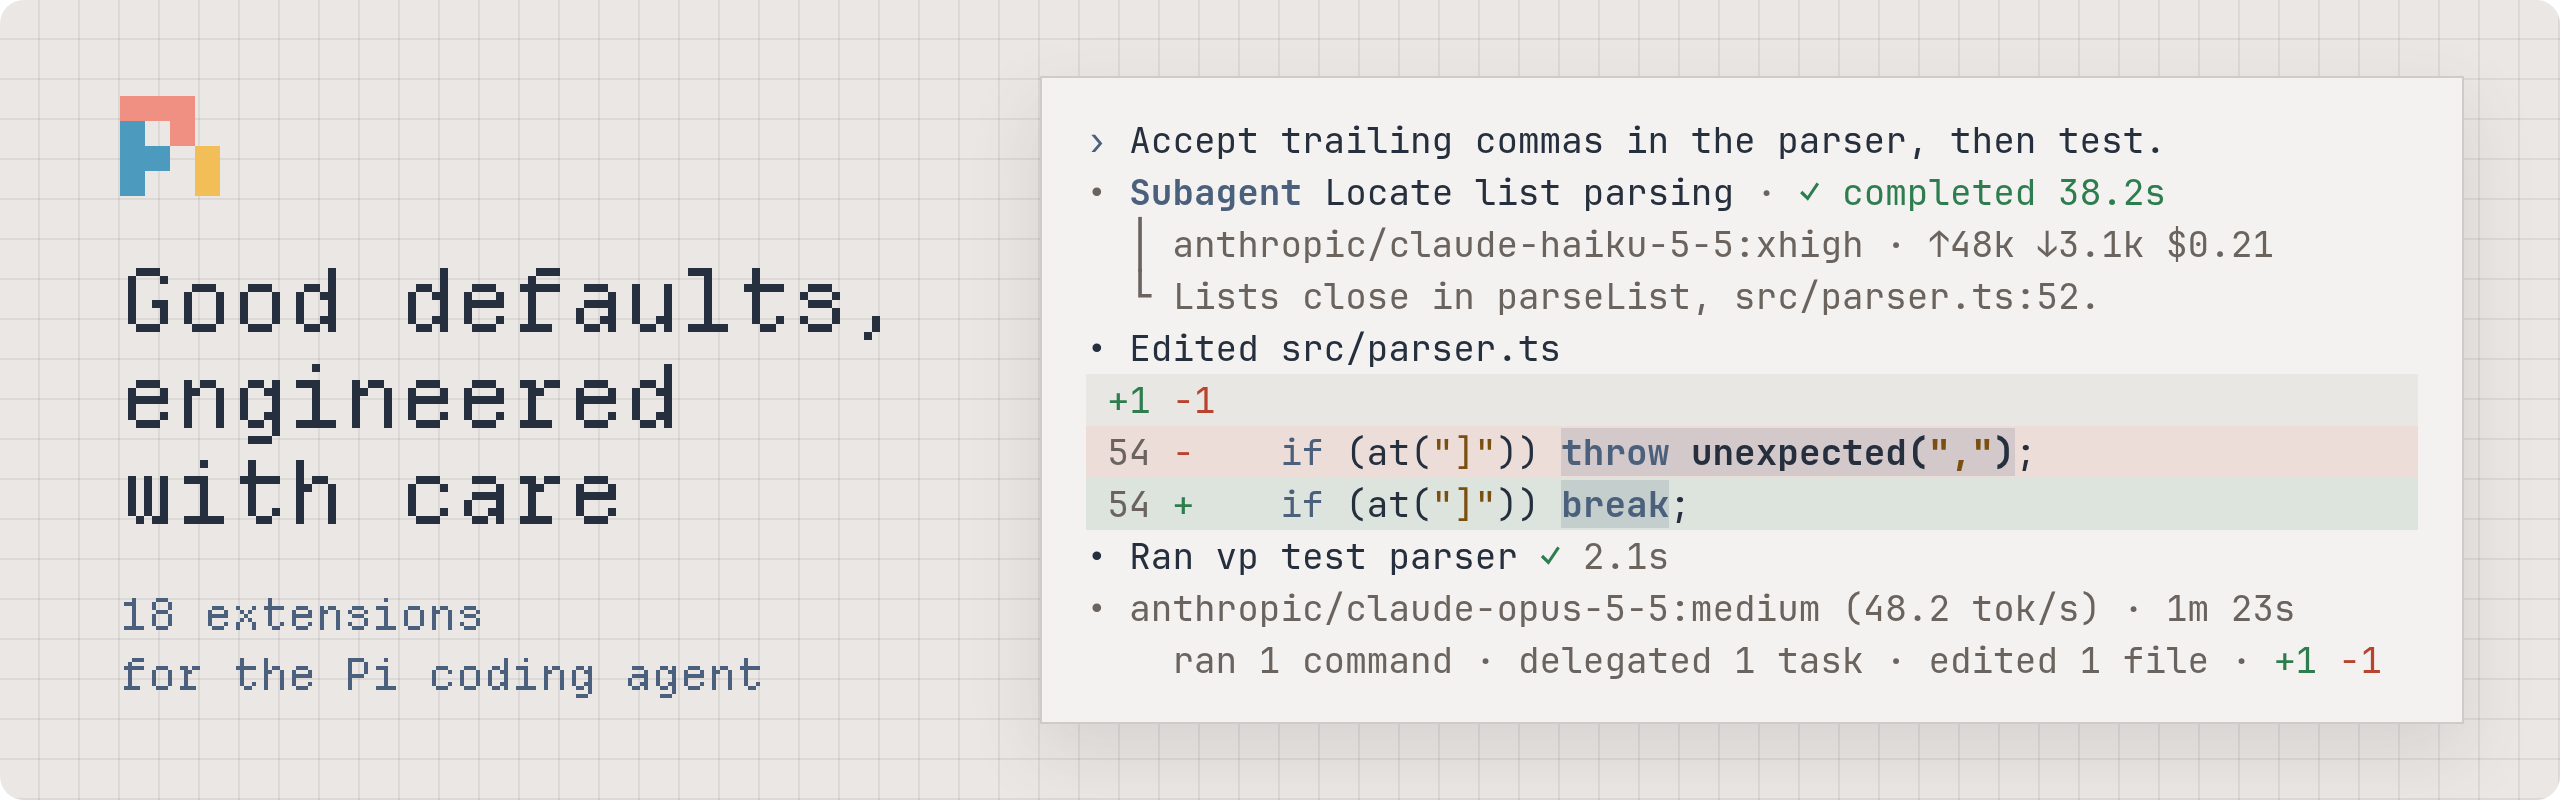 Good defaults,
engineered
with care
18 extensions
for the Pi coding agent
› Accept trailing commas in the parser, then test.
• Subagent Locate list parsing · ✓ completed 38.2s
│ anthropic/claude-haiku-5-5:xhigh · ↑48k ↓3.1k $0.21
└ Lists close in parseList, src/parser.ts:52.
• Edited src/parser.ts
+1 -1
54 -    if (at("]")) throw unexpected(",");
54 +    if (at("]")) break;
• Ran vp test parser ✓ 2.1s
• anthropic/claude-opus-5-5:medium (48.2 tok/s) · 1m 23s
ran 1 command · delegated 1 task · edited 1 file · +1 -1